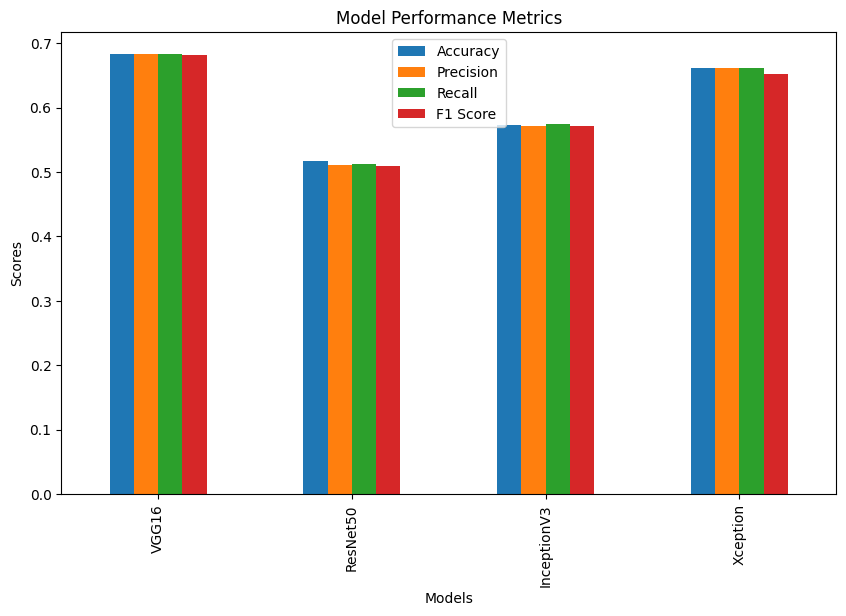 Model Performance Metrics
Accuracy
Precision
Recall
F1 Score
Scores
0.7
0.6
0.5
0.4
0.3
0.2
0.1
0.0
VGG16
ResNet50
InceptionV3
Xception
Models